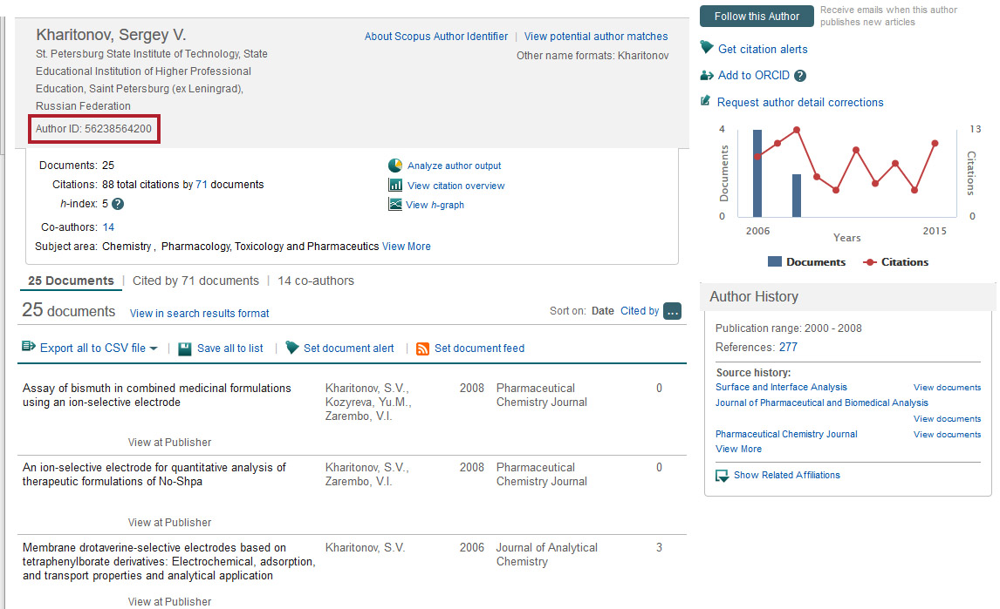 Kharitonov, Sergey V.
St. Petersburg State Institute of Technology, State
Educational Institution of Higher Professional
Education, Saint Petersburg (ex Leningrad),
Russian Federation
Author ID: 56238564200
About Scopus Author Identifier | View potential author matches
Other name formats: Kharitonov
Documents: 25
Citations: 88 total citations by 71 documents
h-index: 5 ?
Co-authors: 14
Subject area: Chemistry , Pharmacology, Toxicology and Pharmaceutics View More
Analyze author output
View citation overview
View h-graph
25 Documents | Cited by 71 documents | 14 co-authors
25 documents View in search results format
Sort on: Date Cited by ...
Export all to CSV file | Save all to list | Set document alert | Set document feed
Assay of bismuth in combined medicinal formulations
using an ion-selective electrode
Kharitonov, S.V.,
Kozyreva, Yu.M.,
Zarembo, V.I.
2008
Pharmaceutical
Chemistry Journal
0
View at Publisher
An ion-selective electrode for quantitative analysis of
therapeutic formulations of No-Shpa
Kharitonov, S.V.,
Zarembo, V.I.
2008
Pharmaceutical
Chemistry Journal
0
View at Publisher
Membrane drotaverine-selective electrodes based on
tetraphenylborate derivatives: Electrochemical, adsorption,
and transport properties and analytical application
Kharitonov, S.V.
2006
Journal of Analytical
Chemistry
3
View at Publisher
Follow this Author
Receive emails when this author
publishes new articles
Get citation alerts
Add to ORCID ?
Request author detail corrections
4
0
Documents
13
0
Citations
2006
2015
Years
Documents Citations
Author History
Publication range: 2000 - 2008
References: 277
Source history:
Surface and Interface Analysis View documents
Journal of Pharmaceutical and Biomedical Analysis
View documents
Pharmaceutical Chemistry Journal View documents
View More
Show Related Affiliations